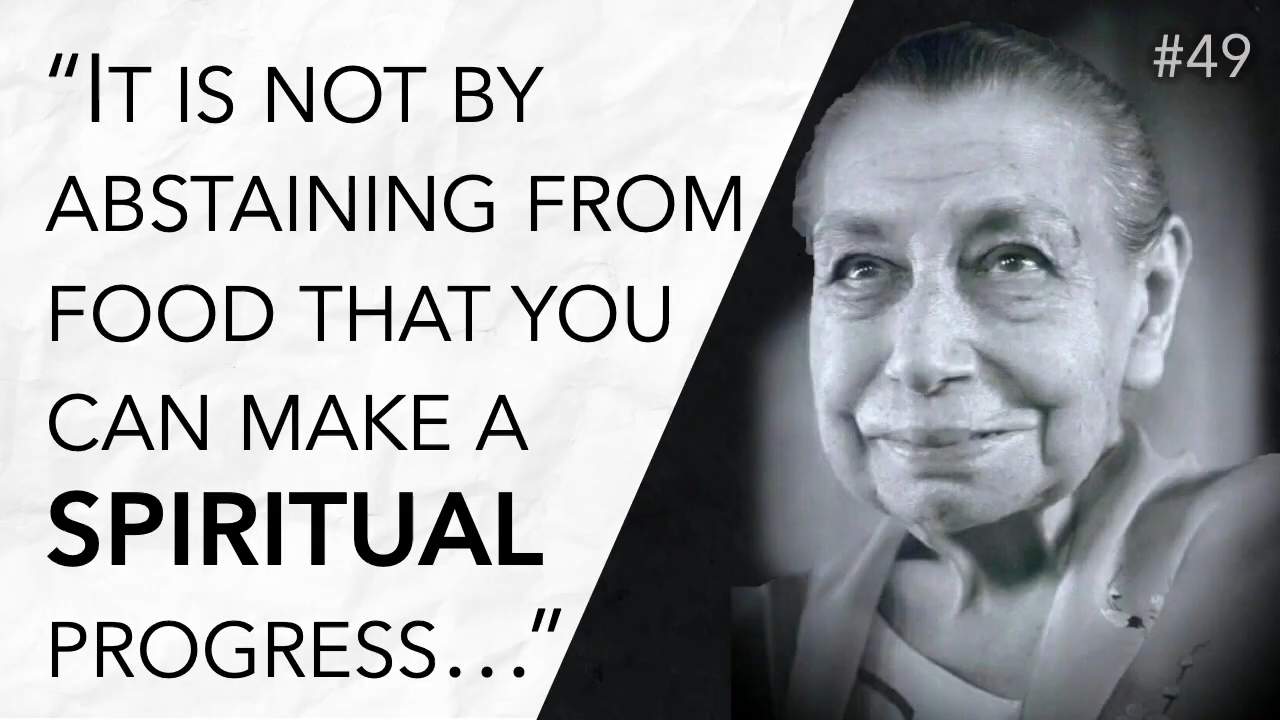 “It is not by
abstaining from
food that you
can make a
spiritual
progress…”
#49